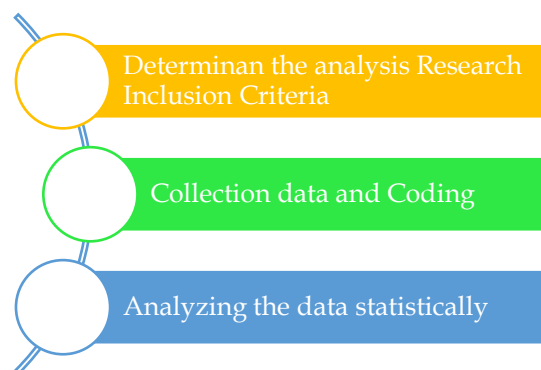 Determinan the analysis Research
Inclusion Criteria
Collection data and Coding
Analyzing the data statistically